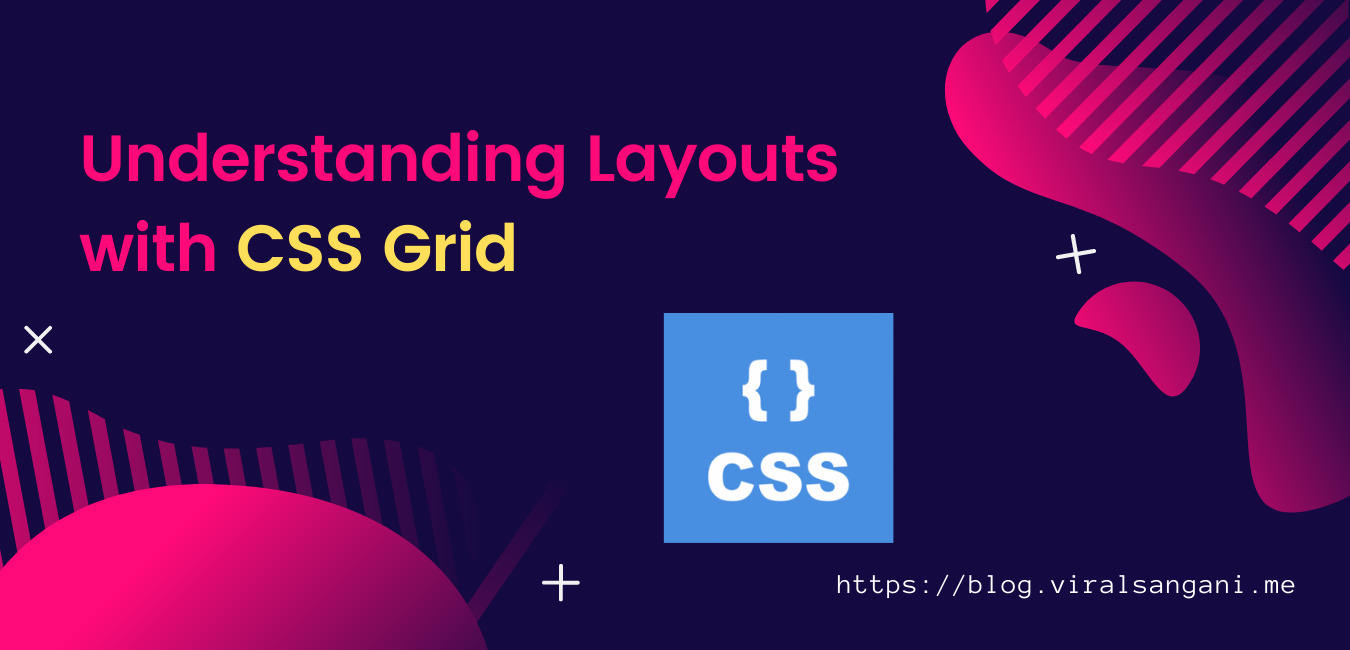 Understanding Layouts
with CSS Grid
{ }
CSS
https://blog.viralsangani.me